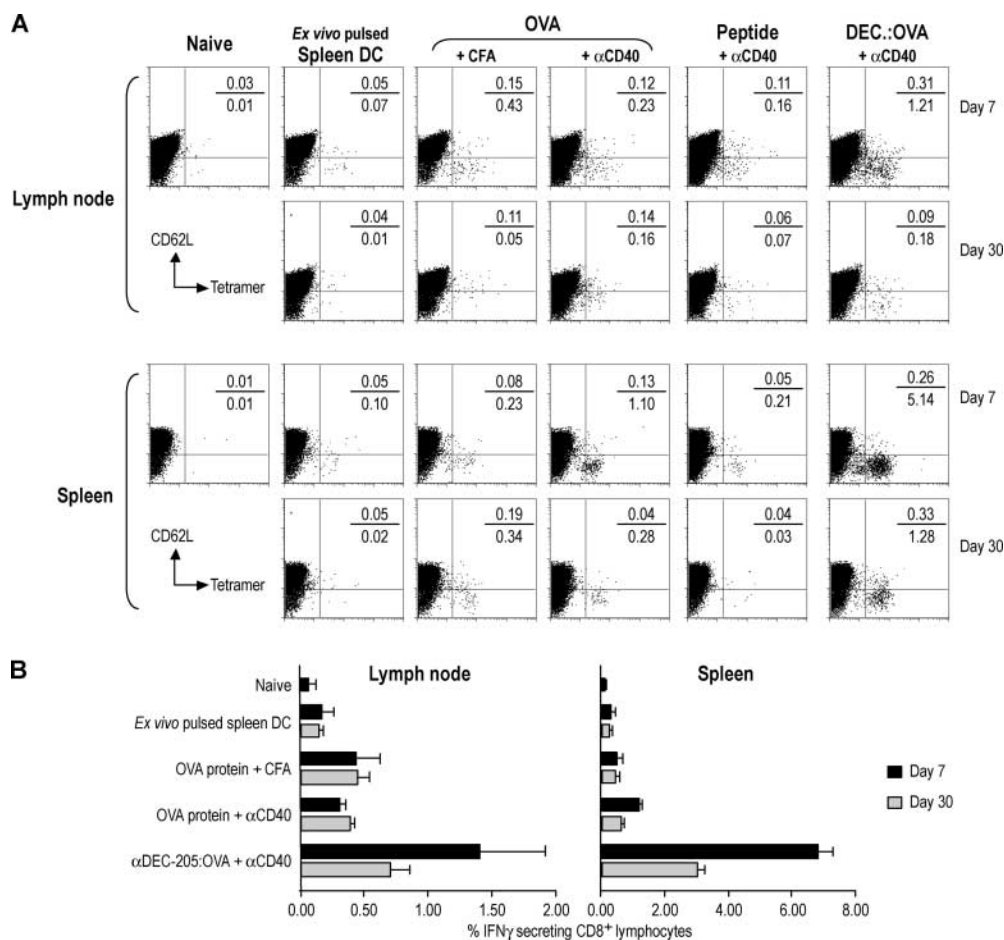 A
Naive
Ex vivo pulsed
Spleen DC
OVA
+ CFA
+ αCD40
Peptide
+ αCD40
DEC.:OVA
+ αCD40
Lymph node
0.03
0.01
0.05
0.07
0.15
0.43
0.12
0.23
0.11
0.16
0.31
1.21
Day 7
CD62L
Tetramer
0.04
0.01
0.11
0.05
0.14
0.16
0.06
0.07
0.09
0.18
Day 30
Spleen
0.01
0.01
0.05
0.10
0.08
0.23
0.13
1.10
0.05
0.21
0.26
5.14
Day 7
CD62L
Tetramer
0.05
0.02
0.19
0.34
0.04
0.28
0.04
0.03
0.33
1.28
Day 30
B
Lymph node
Spleen
Naive
Ex vivo pulsed spleen DC
OVA protein + CFA
OVA protein + αCD40
αDEC-205:OVA + αCD40
Day 7
Day 30
0.00 0.50 1.00 1.50 2.00
0.00 2.00 4.00 6.00 8.00
% IFNγ secreting CD8⁺ lymphocytes